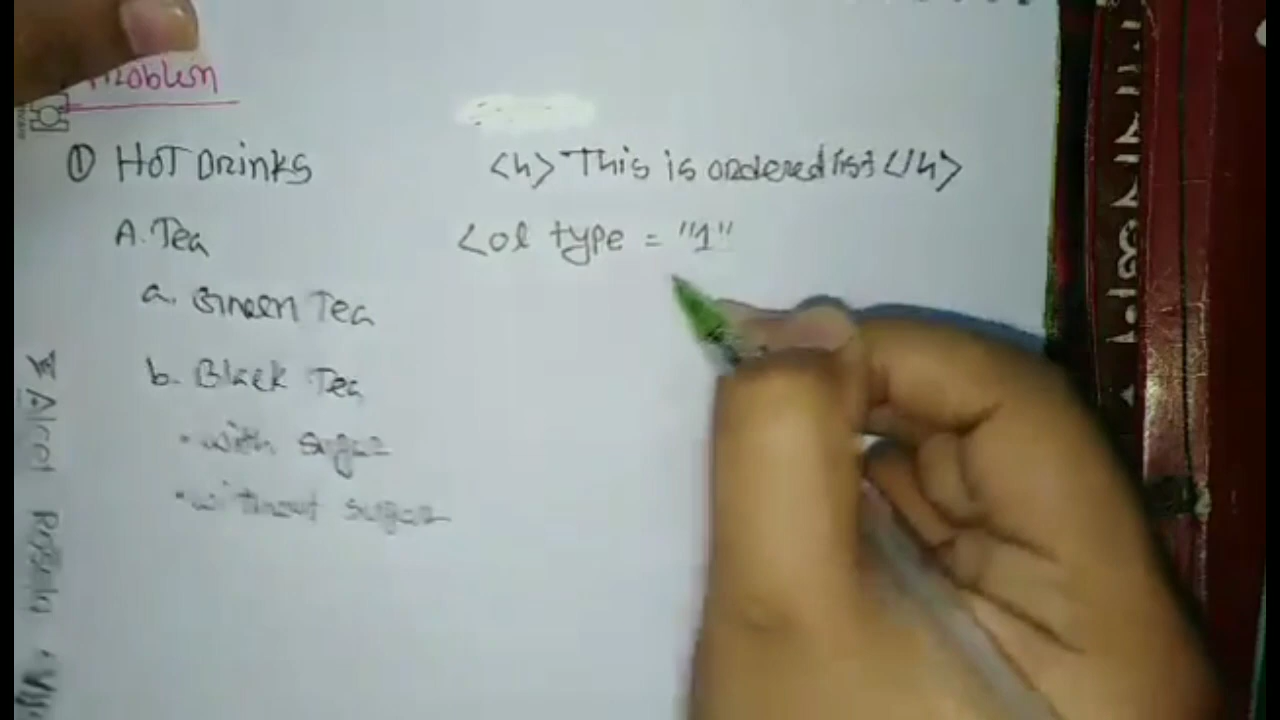 Problem
① HOT Drinks
A. Tea
a. Green Tea
b. Black Tea
• with sugar
• without sugar
<h> This is ordered list </h>
<ol type = "1"